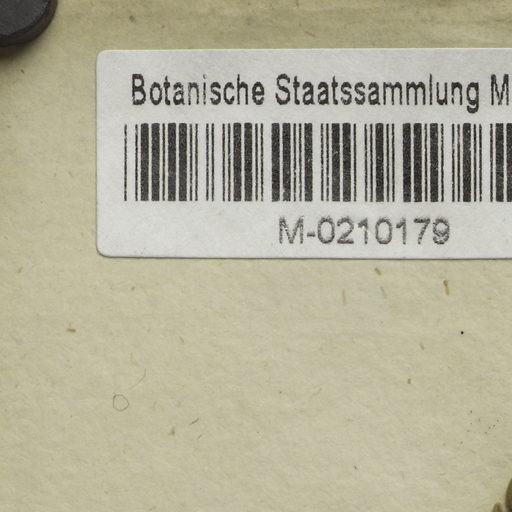 Botanische Staatssammlung M
M-0210179